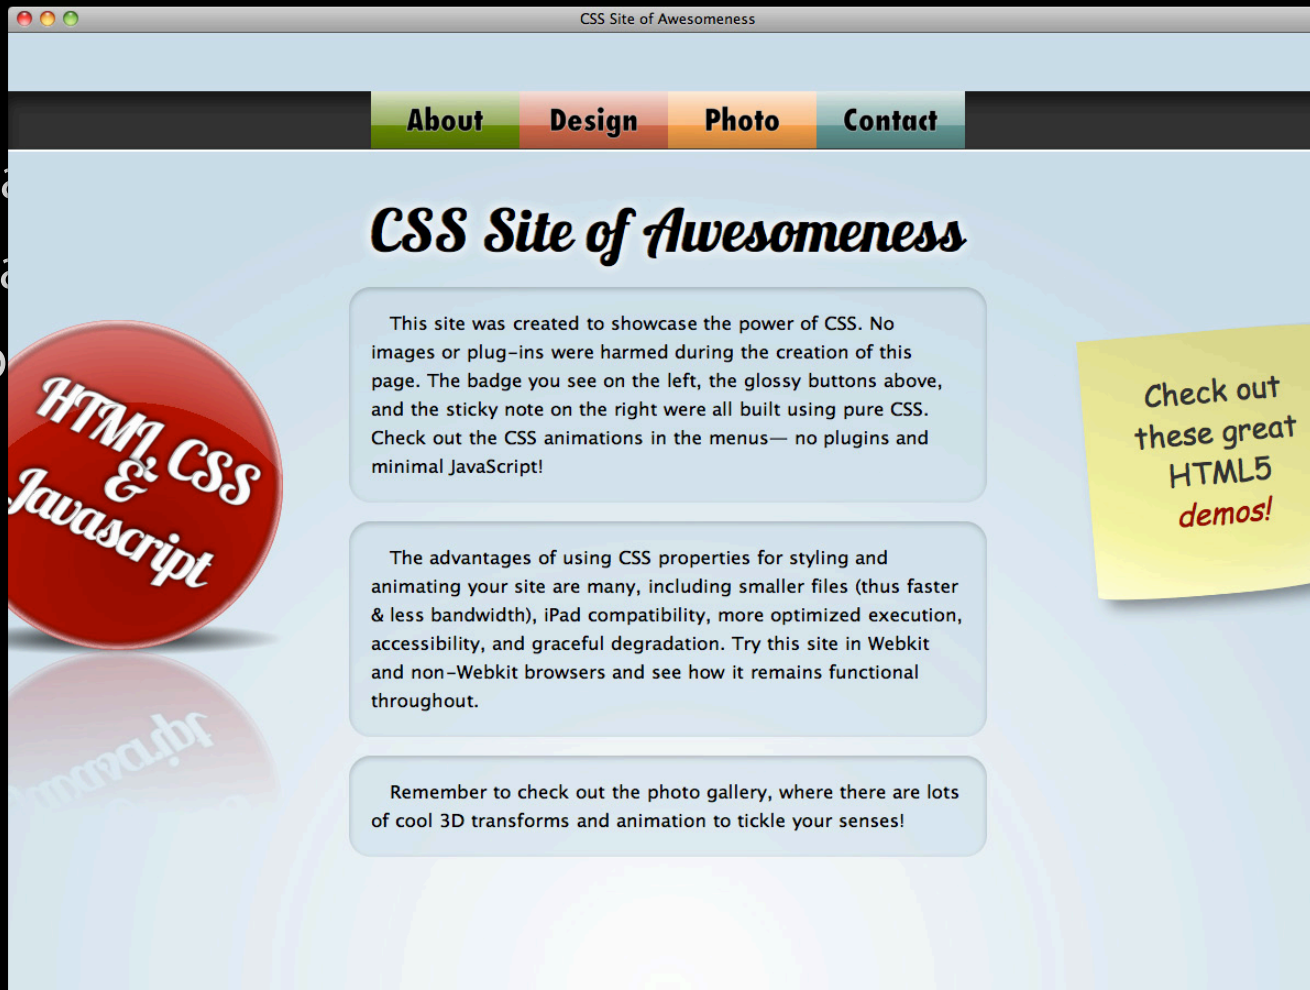 CSS Site of Awesomeness
About Design Photo Contact
CSS Site of Awesomeness
This site was created to showcase the power of CSS. No
images or plug-ins were harmed during the creation of this
page. The badge you see on the left, the glossy buttons above,
and the sticky note on the right were all built using pure CSS.
Check out the CSS animations in the menus— no plugins and
minimal JavaScript!
The advantages of using CSS properties for styling and
animating your site are many, including smaller files (thus faster
& less bandwidth), iPad compatibility, more optimized execution,
accessibility, and graceful degradation. Try this site in Webkit
and non-Webkit browsers and see how it remains functional
throughout.
Remember to check out the photo gallery, where there are lots
of cool 3D transforms and animation to tickle your senses!
HTML, CSS
&
Javascript
Check out
these great
HTML5
demos!